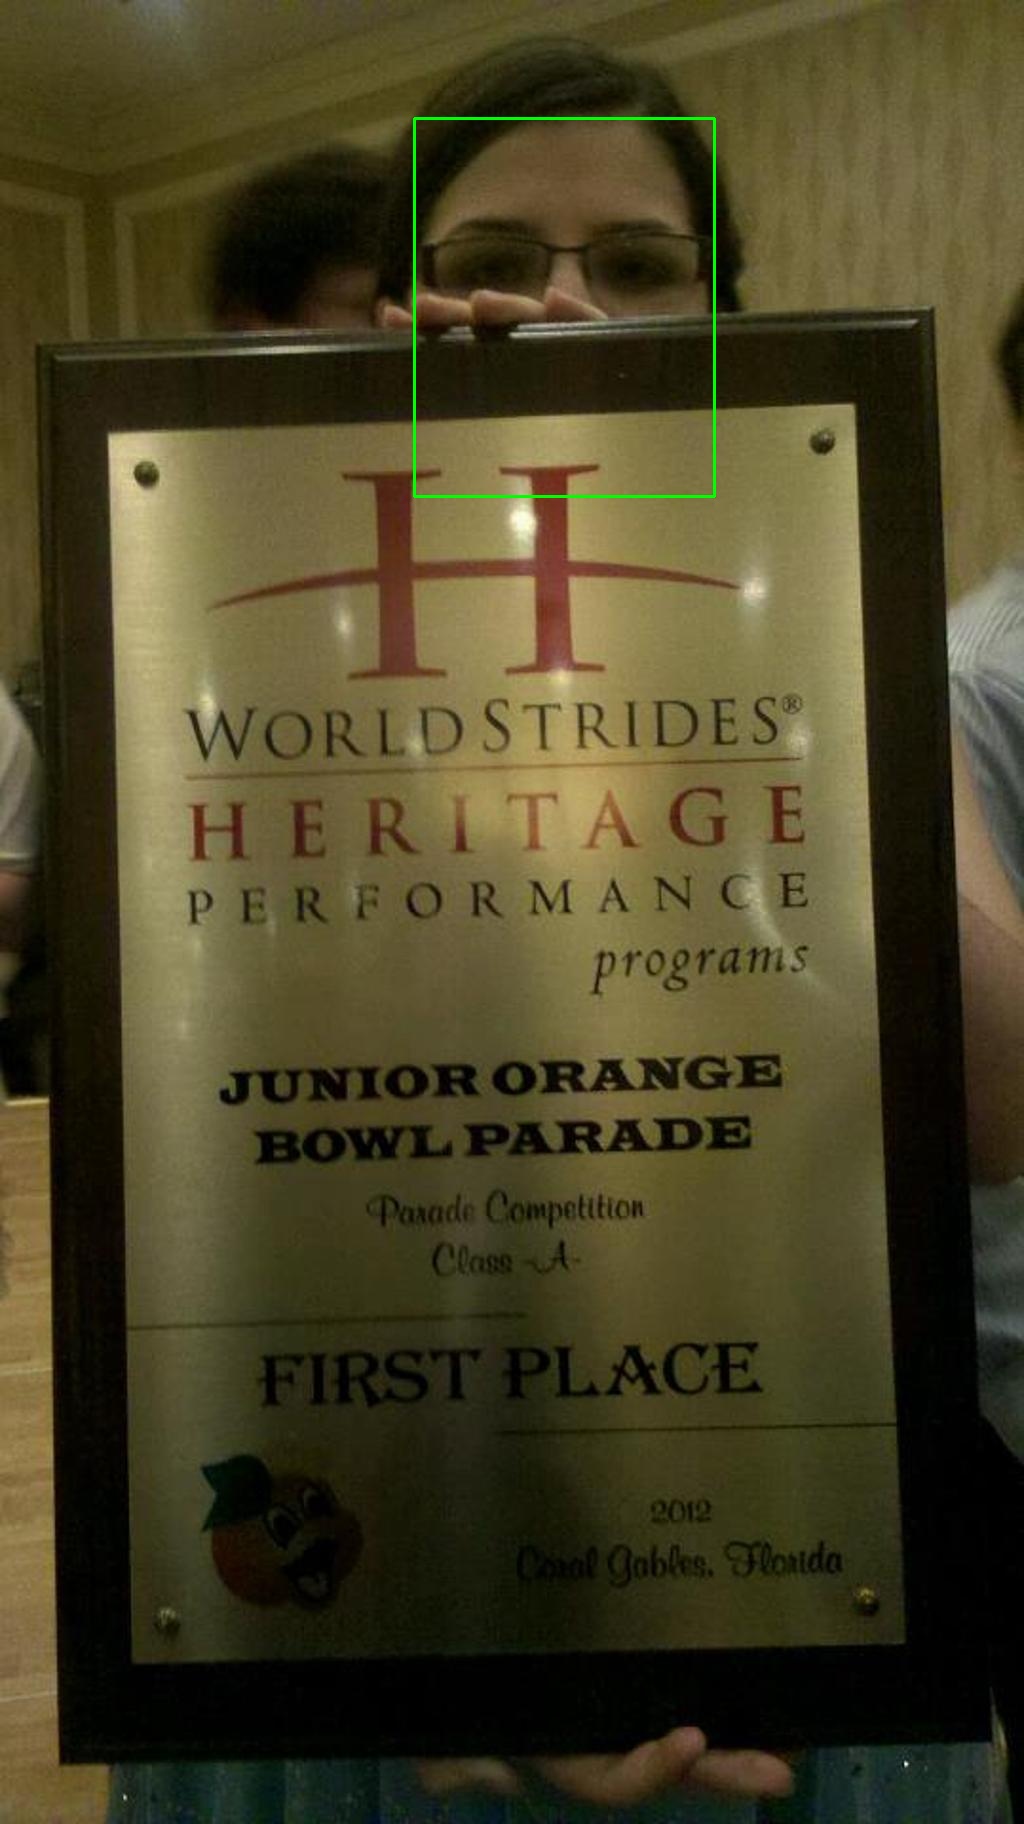 H
WORLDSTRIDES®
HERITAGE
PERFORMANCE
programs
JUNIOR ORANGE
BOWL PARADE
Parade Competition
Class -A-
FIRST PLACE
2012
Coral Gables, Florida